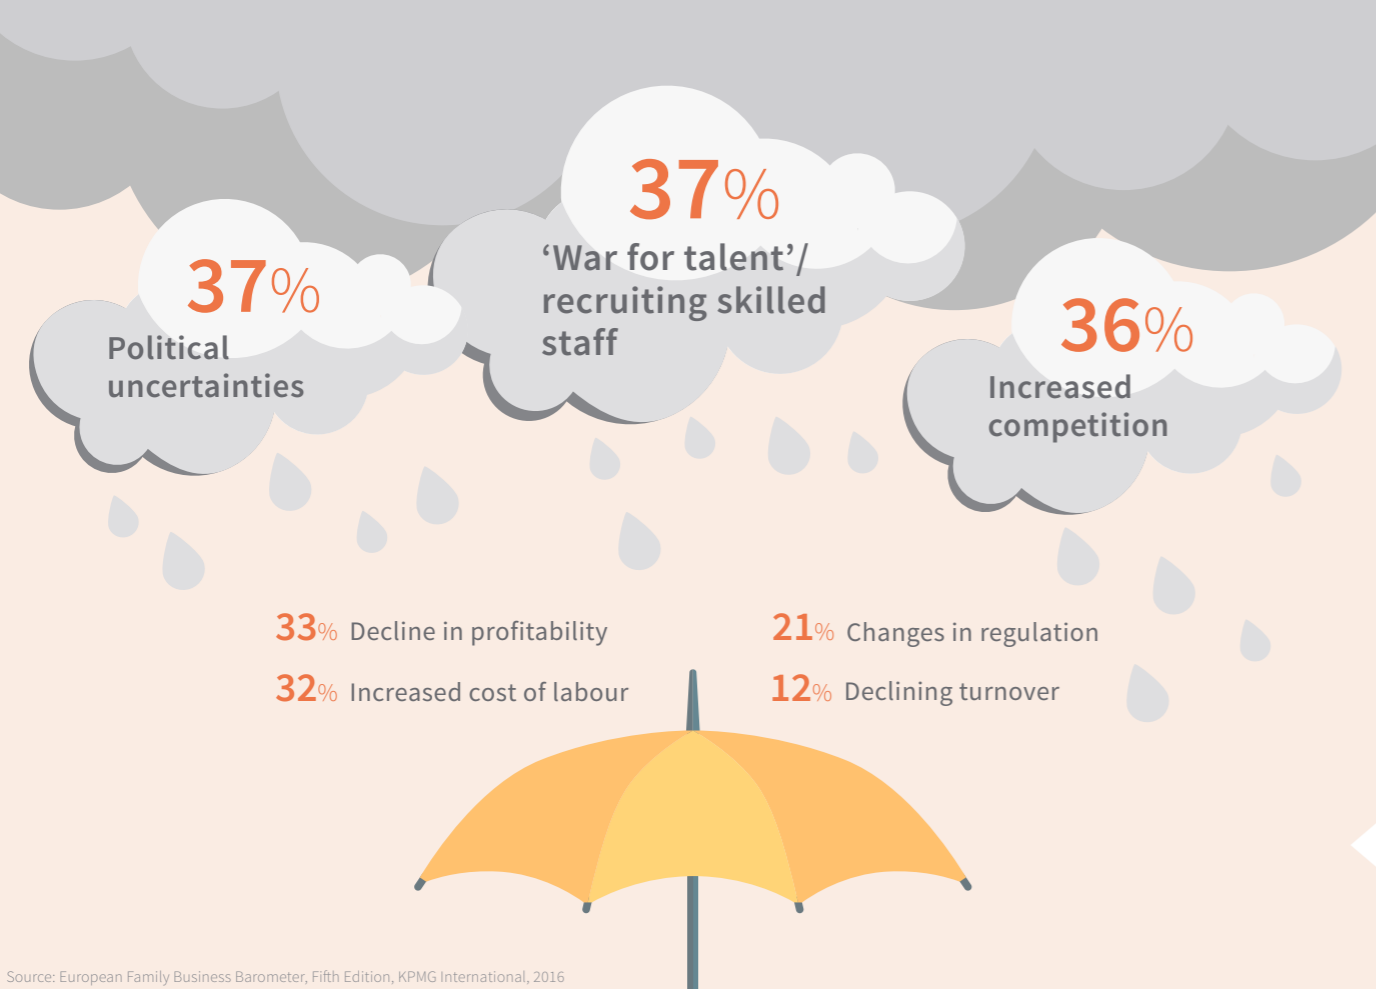 37%
‘War for talent’/
recruiting skilled
staff
37%
Political
uncertainties
36%
Increased
competition
33% Decline in profitability
32% Increased cost of labour
21% Changes in regulation
12% Declining turnover
Source: European Family Business Barometer, Fifth Edition, KPMG International, 2016